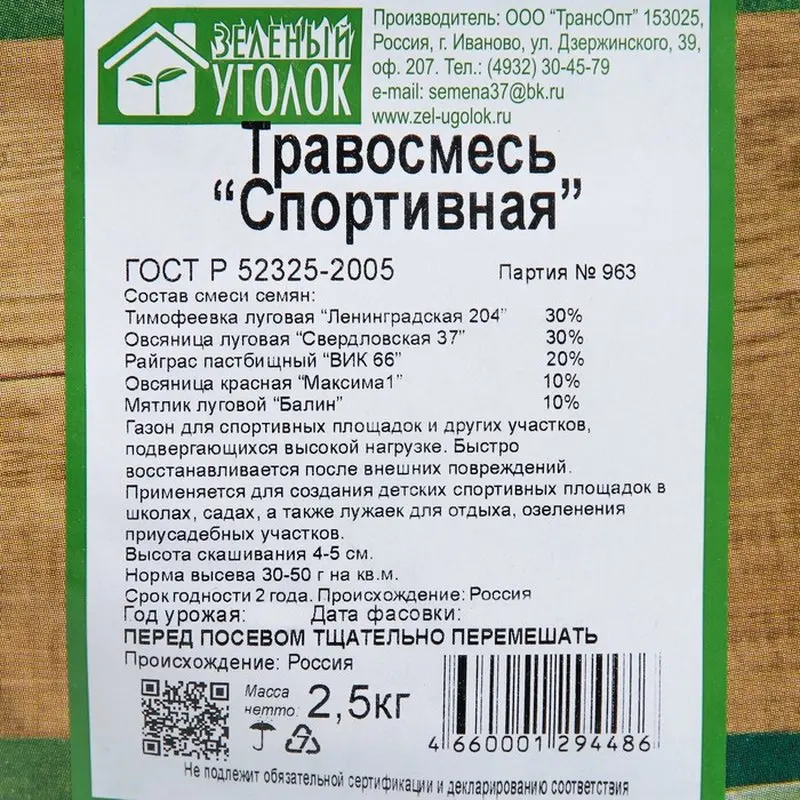 ЗЕЛЕНЫЙ
УГОЛОК
Производитель: ООО “ТрансОпт” 153025,
Россия, г. Иваново, ул. Дзержинского, 39,
оф. 207. Тел.: (4932) 30-45-79
e-mail: semena37@bk.ru
www.zel-ugolok.ru
Травосмесь
“Спортивная”
ГОСТ Р 52325-2005 Партия № 963
Состав смеси семян:
Тимофеевка луговая “Ленинградская 204” 30%
Овсяница луговая “Свердловская 37” 30%
Райграс пастбищный “ВИК 66” 20%
Овсяница красная “Максима1” 10%
Мятлик луговой “Балин” 10%
Газон для спортивных площадок и других участков,
подвергающихся высокой нагрузке. Быстро
восстанавливается после внешних повреждений.
Применяется для создания детских спортивных площадок в
школах, садах, а также лужаек для отдыха, озеленения
приусадебных участков.
Высота скашивания 4-5 см.
Норма высева 30-50 г на кв.м.
Срок годности 2 года. Происхождение: Россия
Год урожая: Дата фасовки:
ПЕРЕД ПОСЕВОМ ТЩАТЕЛЬНО ПЕРЕМЕШАТЬ
Происхождение: Россия
Масса
нетто: 2,5кг
4 660001 294486
Не подлежит обязательной сертификации и декларированию соответствия